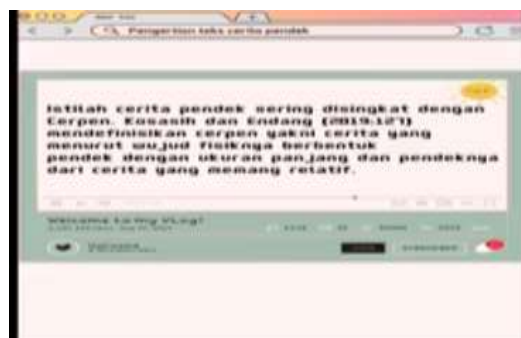 Pengertian teks cerita pendek
Istilah cerita pendek sering disingkat dengan
Cerpen. Kosasih dan Endang (2019:127)
mendefinisikan cerpen yakni cerita yang
menurut wujud fisiknya berbentuk
pendek dengan ukuran panjang dan pendeknya
dari cerita yang memang relatif.
Welcome to my VLog!